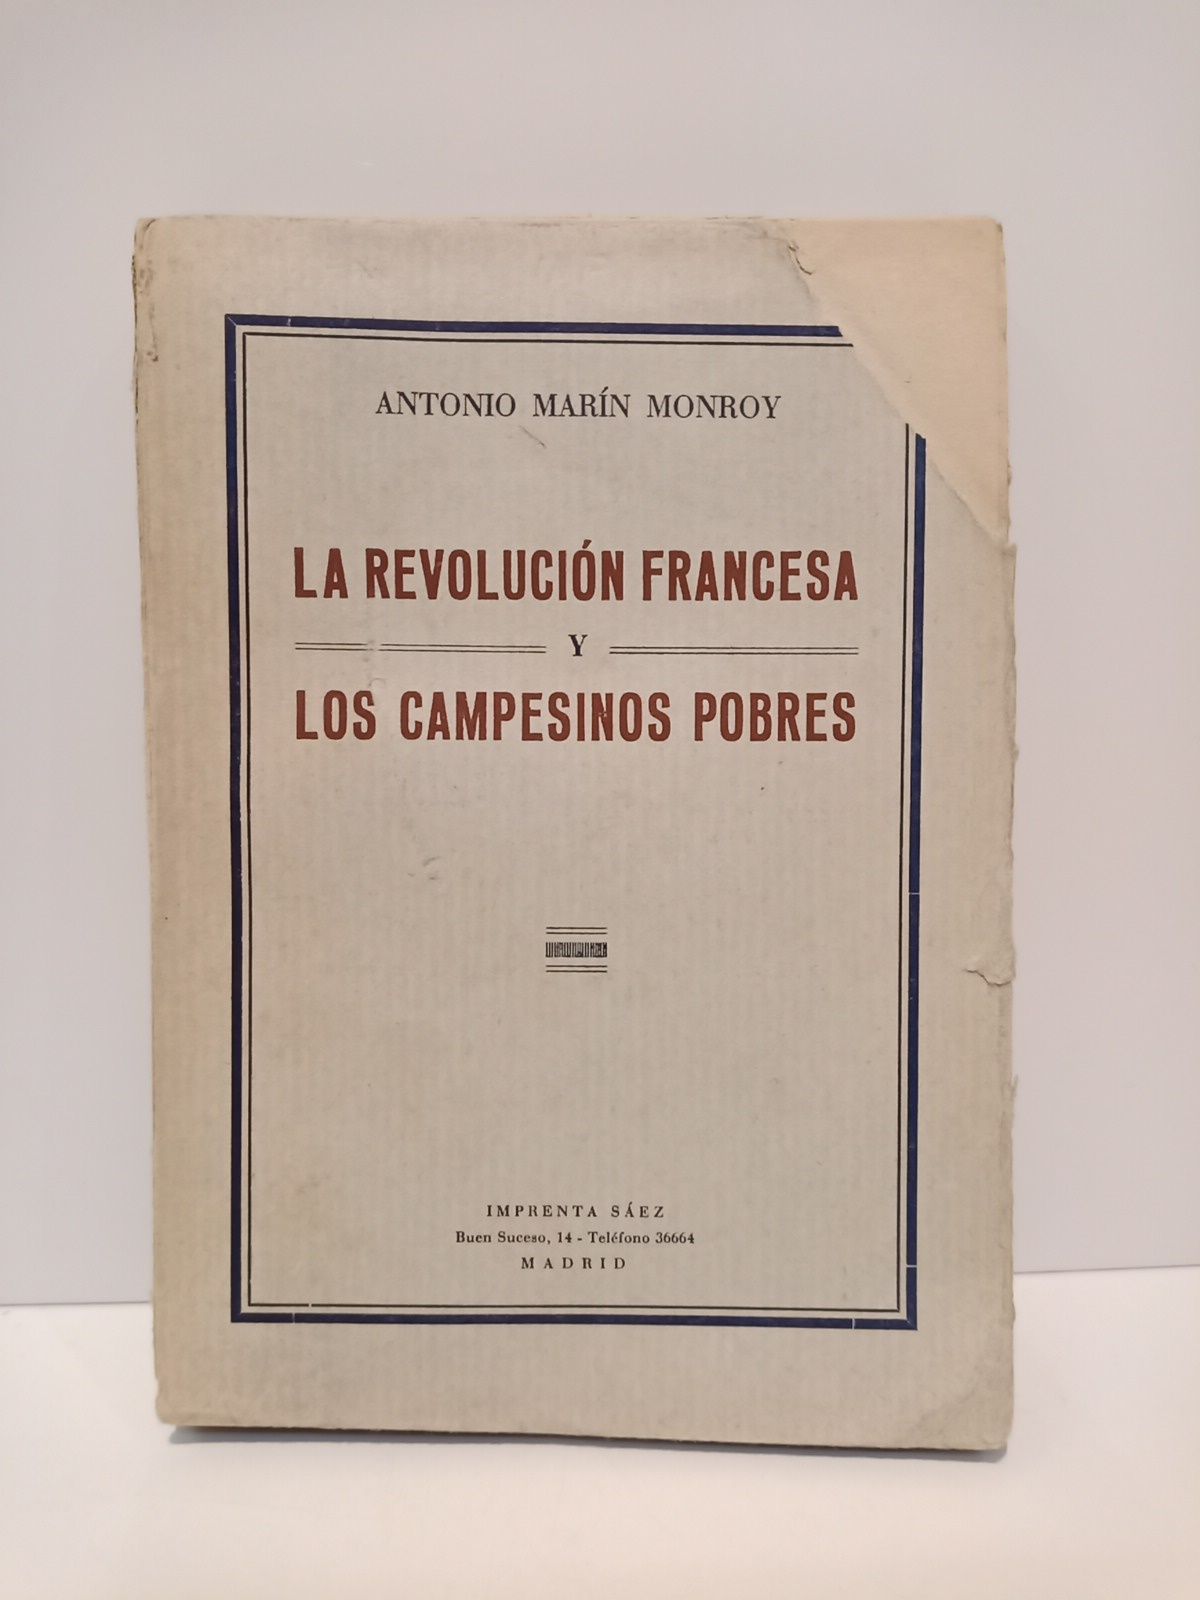 ANTONIO MARÍN MONROY
LA REVOLUCIÓN FRANCESA
Y
LOS CAMPESINOS POBRES
IMPRENTA SÁEZ
Buen Suceso, 14 - Teléfono 36664
MADRID